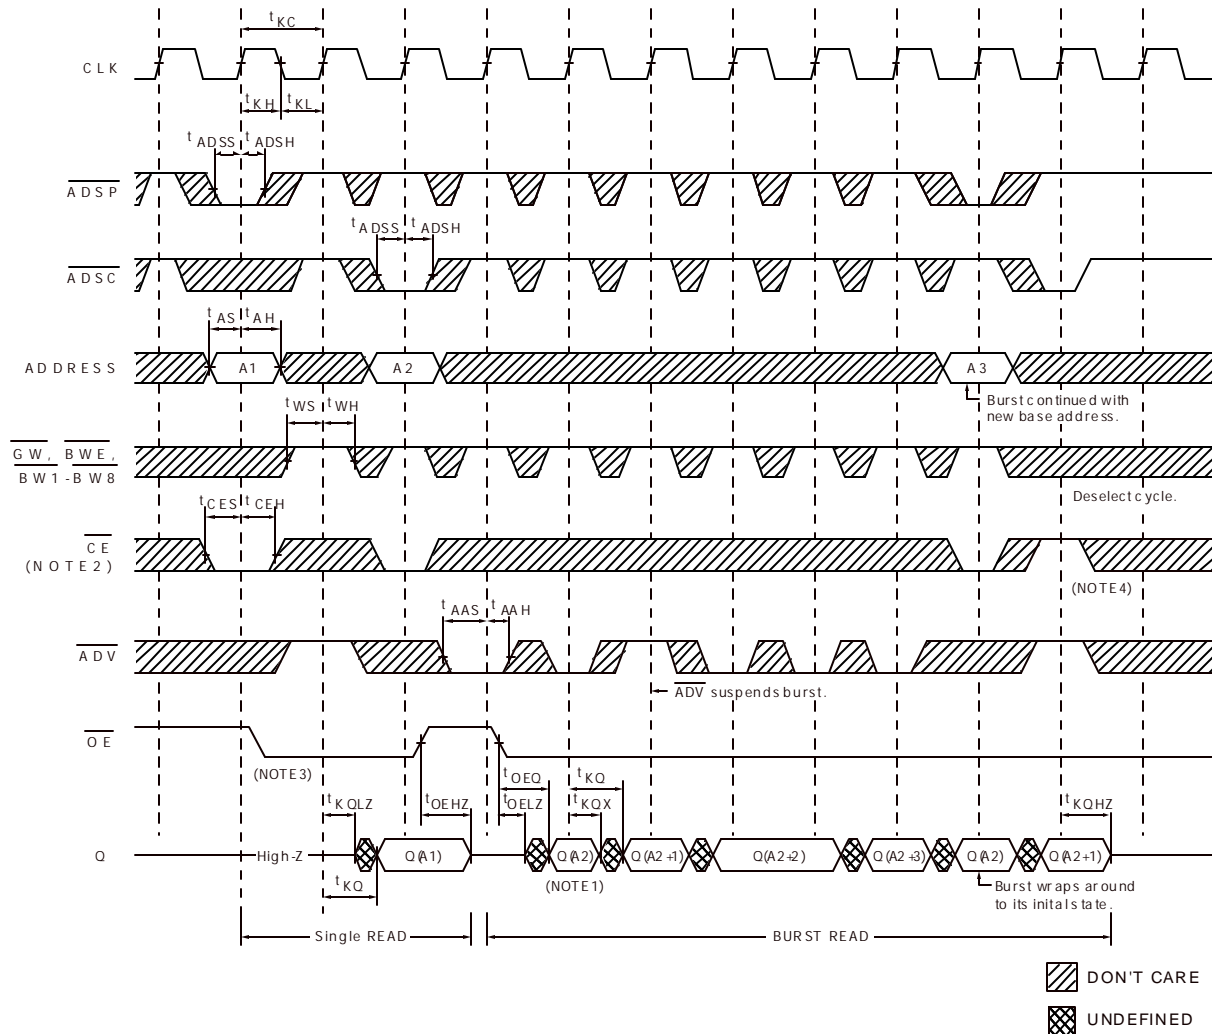 tKC
CLK
tKH tKL
tADSS tADSH
ADSP
tADSS tADSH
ADSC
tAS tAH
ADDRESS A1 A2 A3
Burst continued with
new base address.
tWS tWH
GW, BWE,
BW1-BW8
Deselect cycle.
tCES tCEH
CE
(NOTE2)
(NOTE4)
tAAS tAAH
ADV
ADV suspends burst.
OE
(NOTE3)
tOEQ tKQ
tKQLZ tOEHZ tOELZ tKQX tKQHZ
Q High-Z Q(A1) Q(A2) Q(A2+1) Q(A2+2) Q(A2+3) Q(A2) Q(A2+1)
tKQ (NOTE1)
Burst wraps around
to its inital state.
Single READ BURST READ
DON'T CARE
UNDEFINED